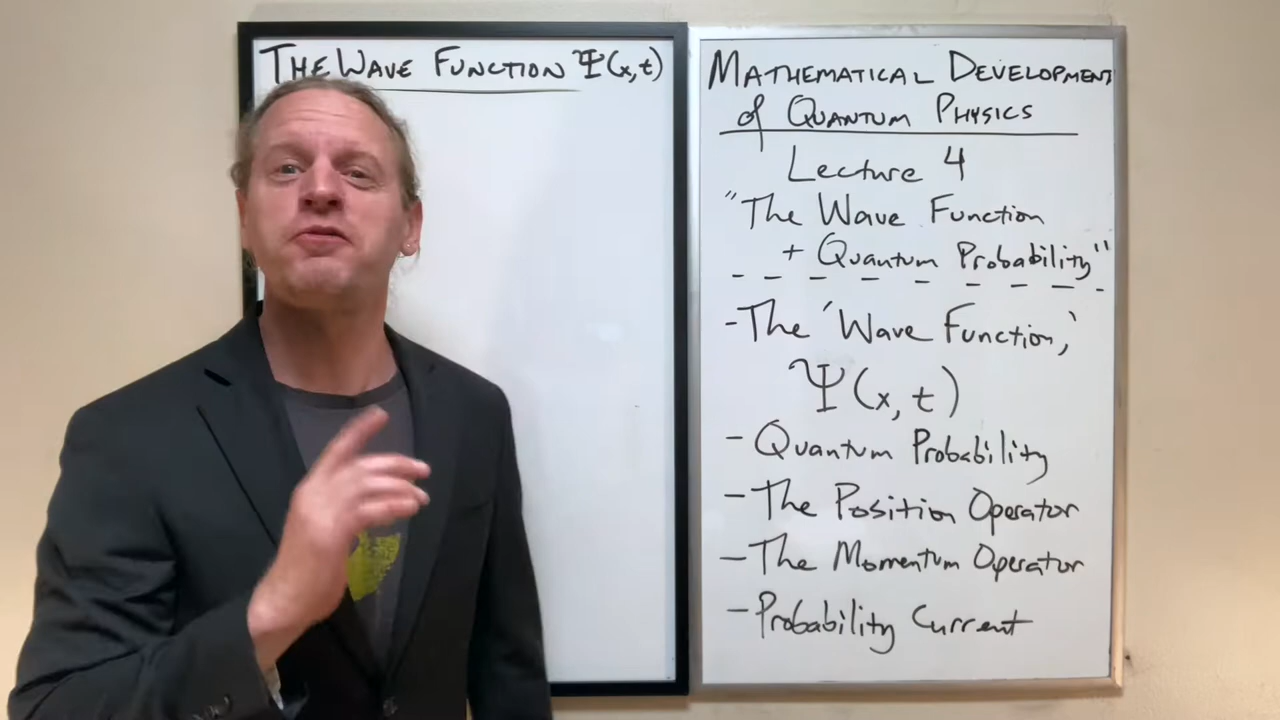 THE WAVE FUNCTION Ψ(x,t)
MATHEMATICAL DEVELOPMENT
of QUANTUM PHYSICS
Lecture 4
"The Wave Function
+ Quantum Probability"
- The 'Wave Function,'
Ψ(x,t)
- Quantum Probability
- The Position Operator
- The Momentum Operator
- Probability Current